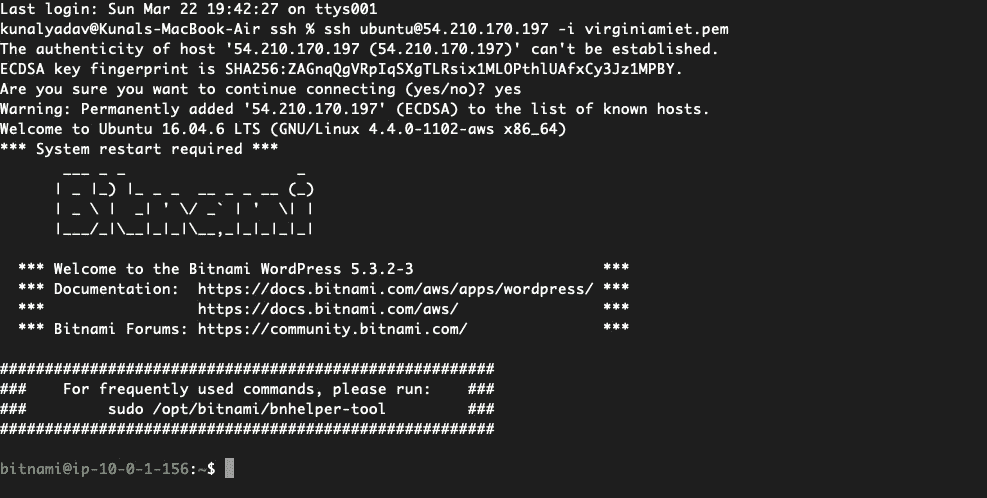 Last login: Sun Mar 22 19:42:27 on ttys001
kunalyadav@Kunals-MacBook-Air ssh % ssh ubuntu@54.210.170.197 -i virginiamiet.pem
The authenticity of host '54.210.170.197 (54.210.170.197)' can't be established.
ECDSA key fingerprint is SHA256:ZAGnqQgVRpIqSXgTLRsix1MLOPthlUAfxCy3Jz1MPBY.
Are you sure you want to continue connecting (yes/no)? yes
Warning: Permanently added '54.210.170.197' (ECDSA) to the list of known hosts.
Welcome to Ubuntu 16.04.6 LTS (GNU/Linux 4.4.0-1102-aws x86_64)
*** System restart required ***
       ___ _ _                   _
      | _ |_) |_ _ _  __ _ _ __ (_)
      | _ \ |  _| ' \/ _` | '  \| |
      |___/_|\__|_|_|\__,_|_|_|_|_|
  *** Welcome to the Bitnami WordPress 5.3.2-3                     ***
  *** Documentation:  https://docs.bitnami.com/aws/apps/wordpress/ ***
  ***                 https://docs.bitnami.com/aws/                ***
  *** Bitnami Forums: https://community.bitnami.com/               ***
#######################################################
###    For frequently used commands, please run:    ###
###         sudo /opt/bitnami/bnhelper-tool         ###
#######################################################
bitnami@ip-10-0-1-156:~$